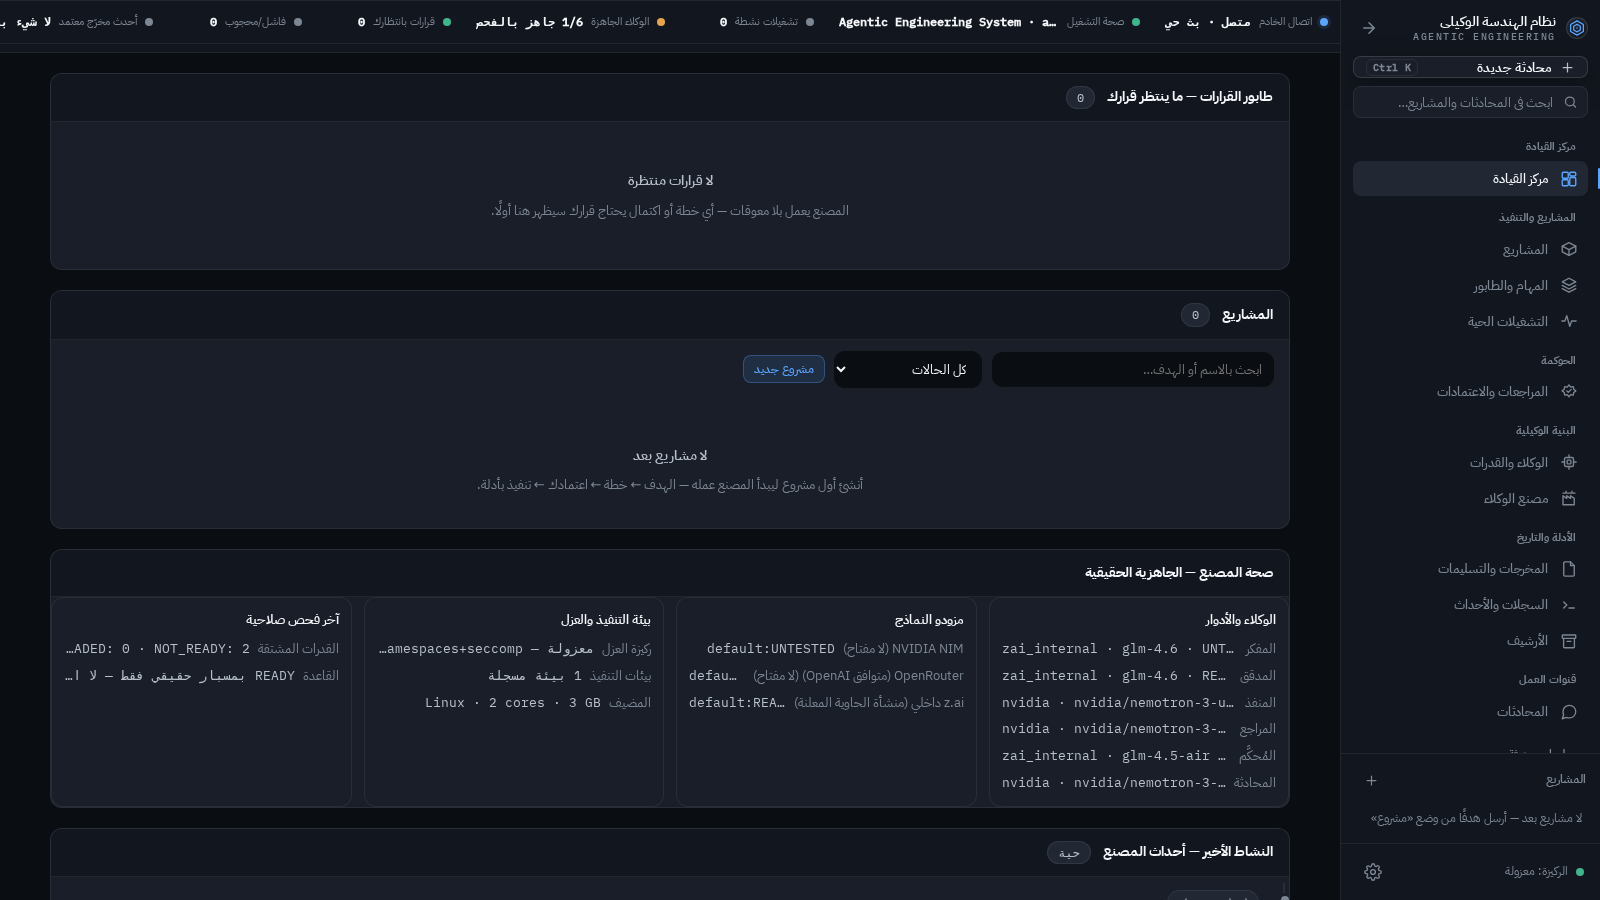 نظام الهندسة الوكيلي
AGENTIC ENGINEERING
محادثة جديدة
Ctrl K
ابحث في المحادثات والمشاريع...
مركز القيادة
مركز القيادة
المشاريع والتنفيذ
المشاريع
المهام والطابور
التشغيلات الحية
الحوكمة
المراجعات والاعتمادات
البنية الوكيلية
الوكلاء والقدرات
مصنع الوكلاء
الأدلة والتاريخ
المخرجات والتسليمات
السجلات والأحداث
الأرشيف
قنوات العمل
المحادثات
المشاريع
لا مشاريع بعد — أرسل هدفًا من وضع «مشروع»
الركيزة: معزولة
اتصال الخادم متصل · بث حي
صحة التشغيل Agentic Engineering System · a…
تشغيلات نشطة 0
الوكلاء الجاهزة 1/6 جاهز بالفحص
قرارات بانتظارك 0
فاشل/محجوب 0
أحدث مخرّج معتمد لا شيء
طابور القرارات — ما ينتظر قرارك 0
لا قرارات منتظرة
المصنع يعمل بلا معوقات — أي خطة أو اكتمال يحتاج قرارك سيظهر هنا أولًا.
المشاريع 0
ابحث بالاسم أو الهدف...
كل الحالات
مشروع جديد
لا مشاريع بعد
أنشئ أول مشروع ليبدأ المصنع عمله — الهدف ← خطة ← اعتمادك ← تنفيذ بأدلة.
صحة المصنع — الجاهزية الحقيقية
الوكلاء والأدوار
المفكر zai_internal · glm-4.6 · UNT…
المدقق zai_internal · glm-4.6 · RE…
المنفذ nvidia · nvidia/nemotron-3-u…
المراجع nvidia · nvidia/nemotron-3-…
المُحكَّم zai_internal · glm-4.5-air …
المحادثة nvidia · nvidia/nemotron-3-…
مزودو النماذج
NVIDIA NIM (لا مفتاح) default:UNTESTED
OpenRouter (متوافق OpenAI) (لا مفتاح) defau…
z.ai داخلي (منشأة الحاوية المعلنة) default:REA…
بيئة التنفيذ والعزل
ركيزة العزل معزولة — amespaces+seccomp…
بيئات التنفيذ 1 بيئة مسجلة
المضيف Linux · 2 cores · 3 GB
آخر فحص صلاحية
القدرات المشتقة …ADED: 0 · NOT_READY: 2
القاعدة READY بمسبار حقيقي فقط — لا ا…
النشاط الأخير — أحداث المصنع حية